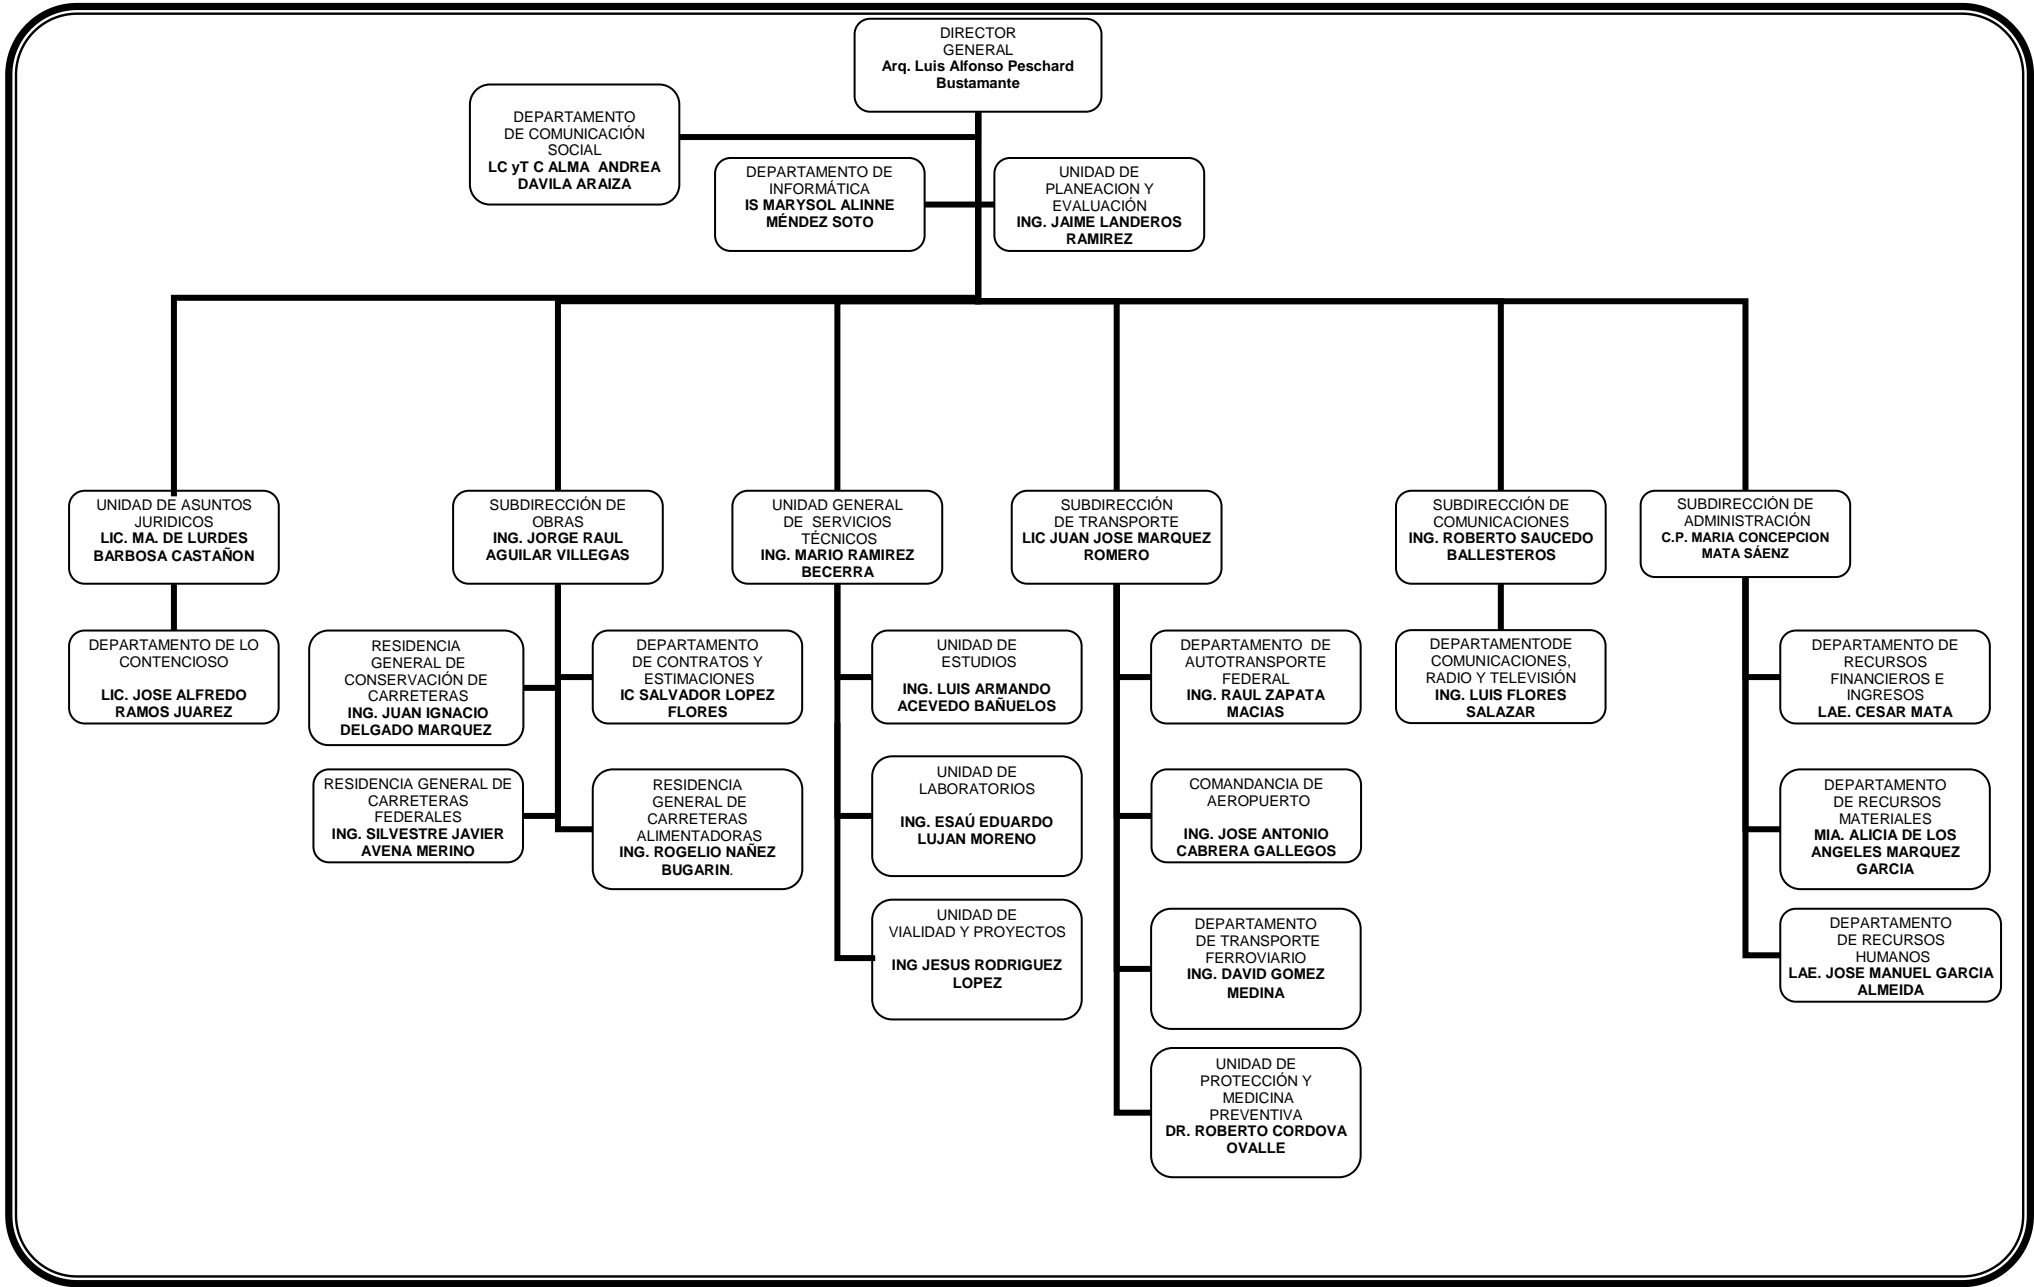 DIRECTOR
GENERAL
Arq. Luis Alfonso Peschard
Bustamante
DEPARTAMENTO
DE COMUNICACIÓN
SOCIAL
LC yT C ALMA ANDREA
DAVILA ARAIZA
DEPARTAMENTO DE
INFORMÁTICA
IS MARYSOL ALINNE
MÉNDEZ SOTO
UNIDAD DE
PLANEACION Y
EVALUACIÓN
ING. JAIME LANDEROS
RAMIREZ
UNIDAD DE ASUNTOS
JURIDICOS
LIC. MA. DE LURDES
BARBOSA CASTAÑON
SUBDIRECCIÓN DE
OBRAS
ING. JORGE RAUL
AGUILAR VILLEGAS
UNIDAD GENERAL
DE SERVICIOS
TÉCNICOS
ING. MARIO RAMIREZ
BECERRA
SUBDIRECCIÓN
DE TRANSPORTE
LIC JUAN JOSE MARQUEZ
ROMERO
SUBDIRECCIÓN DE
COMUNICACIONES
ING. ROBERTO SAUCEDO
BALLESTEROS
SUBDIRECCIÓN DE
ADMINISTRACIÓN
C.P. MARIA CONCEPCION
MATA SÁENZ
DEPARTAMENTO DE LO
CONTENCIOSO
LIC. JOSE ALFREDO
RAMOS JUAREZ
RESIDENCIA
GENERAL DE
CONSERVACIÓN DE
CARRETERAS
ING. JUAN IGNACIO
DELGADO MARQUEZ
DEPARTAMENTO
DE CONTRATOS Y
ESTIMACIONES
IC SALVADOR LOPEZ
FLORES
UNIDAD DE
ESTUDIOS
ING. LUIS ARMANDO
ACEVEDO BAÑUELOS
DEPARTAMENTO DE
AUTOTRANSPORTE
FEDERAL
ING. RAUL ZAPATA
MACIAS
DEPARTAMENTODE
COMUNICACIONES,
RADIO Y TELEVISIÓN
ING. LUIS FLORES
SALAZAR
DEPARTAMENTO DE
RECURSOS
FINANCIEROS E
INGRESOS
LAE. CESAR MATA
RESIDENCIA GENERAL DE
CARRETERAS
FEDERALES
ING. SILVESTRE JAVIER
AVENA MERINO
RESIDENCIA
GENERAL DE
CARRETERAS
ALIMENTADORAS
ING. ROGELIO NAÑEZ
BUGARIN.
UNIDAD DE
LABORATORIOS
ING. ESAÚ EDUARDO
LUJAN MORENO
COMANDANCIA DE
AEROPUERTO
ING. JOSE ANTONIO
CABRERA GALLEGOS
DEPARTAMENTO
DE RECURSOS
MATERIALES
MIA. ALICIA DE LOS
ANGELES MARQUEZ
GARCIA
UNIDAD DE
VIALIDAD Y PROYECTOS
ING JESUS RODRIGUEZ
LOPEZ
DEPARTAMENTO
DE TRANSPORTE
FERROVIARIO
ING. DAVID GOMEZ
MEDINA
DEPARTAMENTO
DE RECURSOS
HUMANOS
LAE. JOSE MANUEL GARCIA
ALMEIDA
UNIDAD DE
PROTECCIÓN Y
MEDICINA
PREVENTIVA
DR. ROBERTO CORDOVA
OVALLE